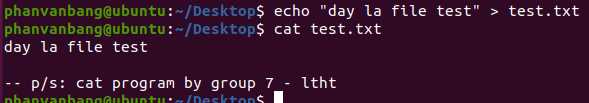 phanvanbang@ubuntu:~/Desktop$ echo "day la file test" > test.txt
phanvanbang@ubuntu:~/Desktop$ cat test.txt
day la file test
-- p/s: cat program by group 7 - ltht
phanvanbang@ubuntu:~/Desktop$